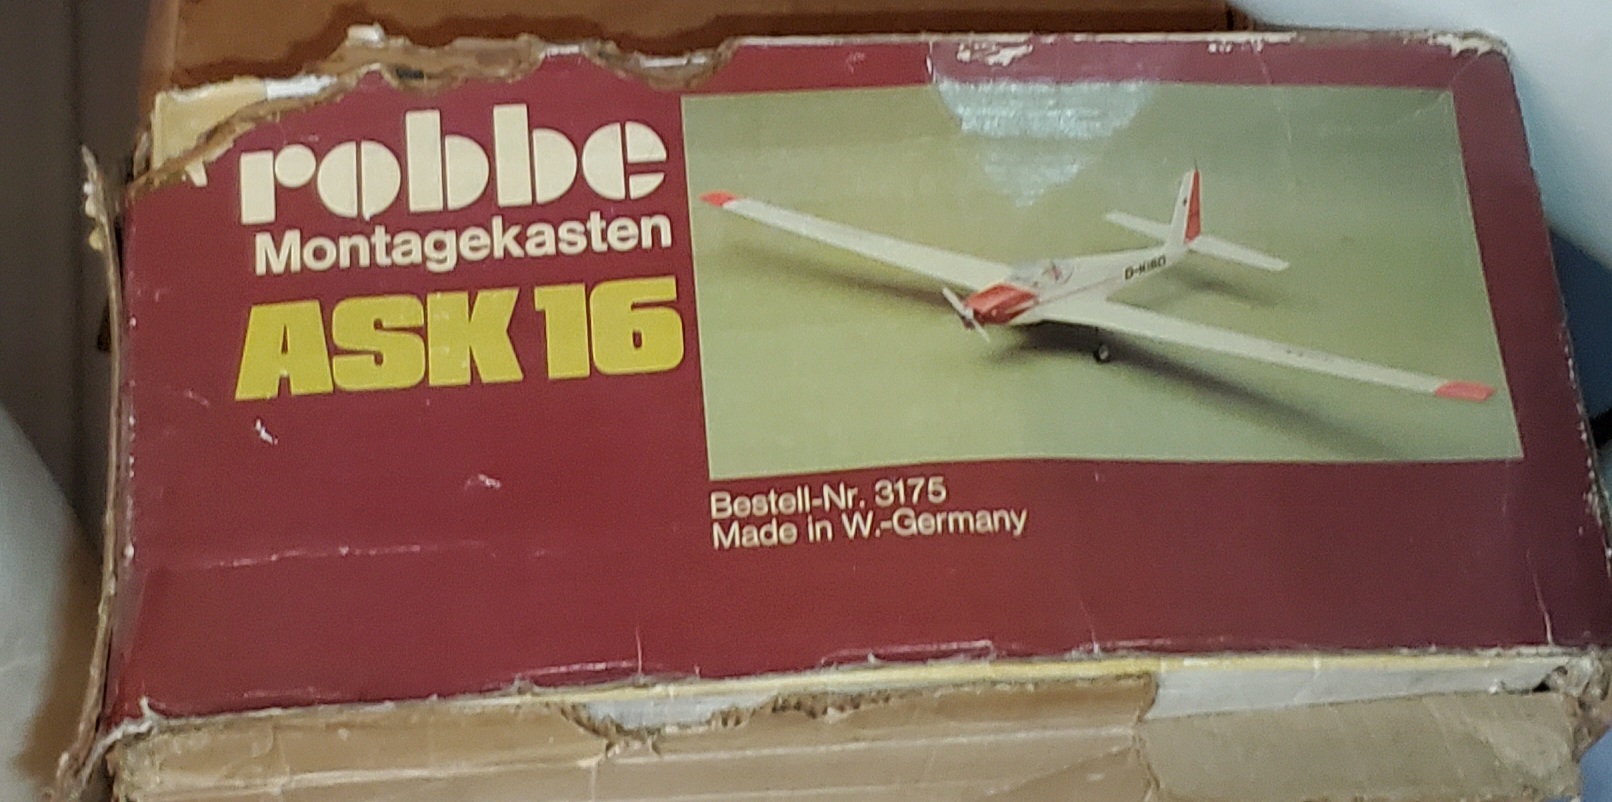 robbe
Montagekasten
ASK 16
Bestell-Nr. 3175
Made in W.-Germany